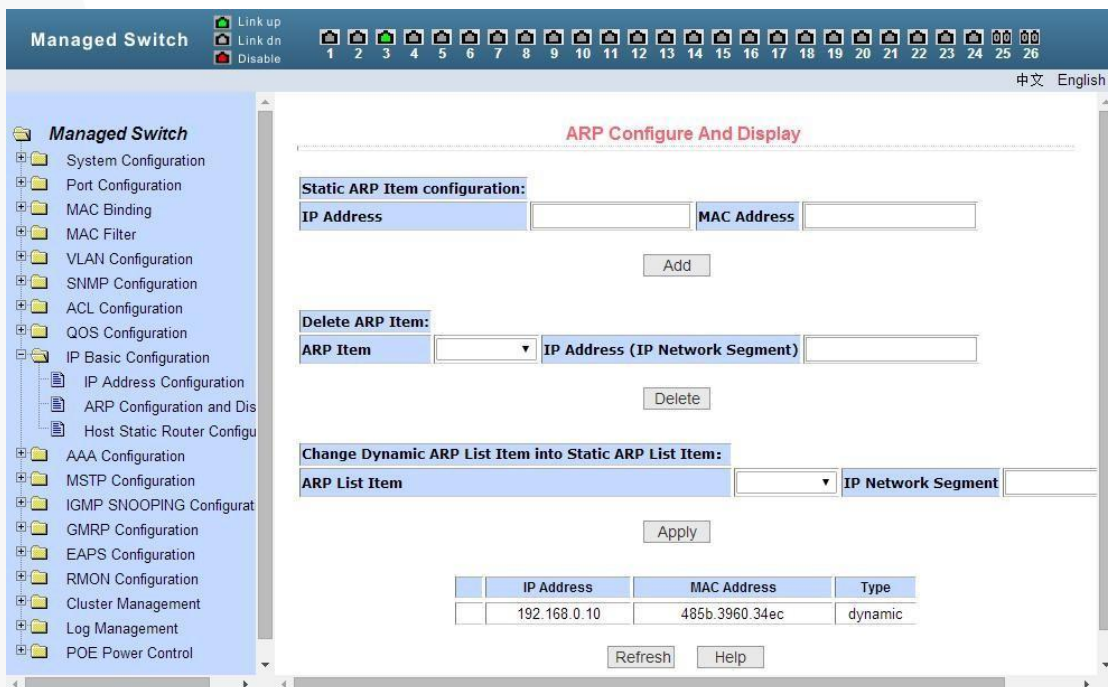 Managed Switch
Link up
Link dn
Disable
1 2 3 4 5 6 7 8 9 10 11 12 13 14 15 16 17 18 19 20 21 22 23 24 25 26
中文 English
Managed Switch
System Configuration
Port Configuration
MAC Binding
MAC Filter
VLAN Configuration
SNMP Configuration
ACL Configuration
QOS Configuration
IP Basic Configuration
IP Address Configuration
ARP Configuration and Dis
Host Static Router Configu
AAA Configuration
MSTP Configuration
IGMP SNOOPING Configurat
GMRP Configuration
EAPS Configuration
RMON Configuration
Cluster Management
Log Management
POE Power Control
ARP Configure And Display
Static ARP Item configuration:
IP Address MAC Address
Add
Delete ARP Item:
ARP Item IP Address (IP Network Segment)
Delete
Change Dynamic ARP List Item into Static ARP List Item:
ARP List Item IP Network Segment
Apply
IP Address MAC Address Type
192.168.0.10 485b.3960.34ec dynamic
Refresh Help